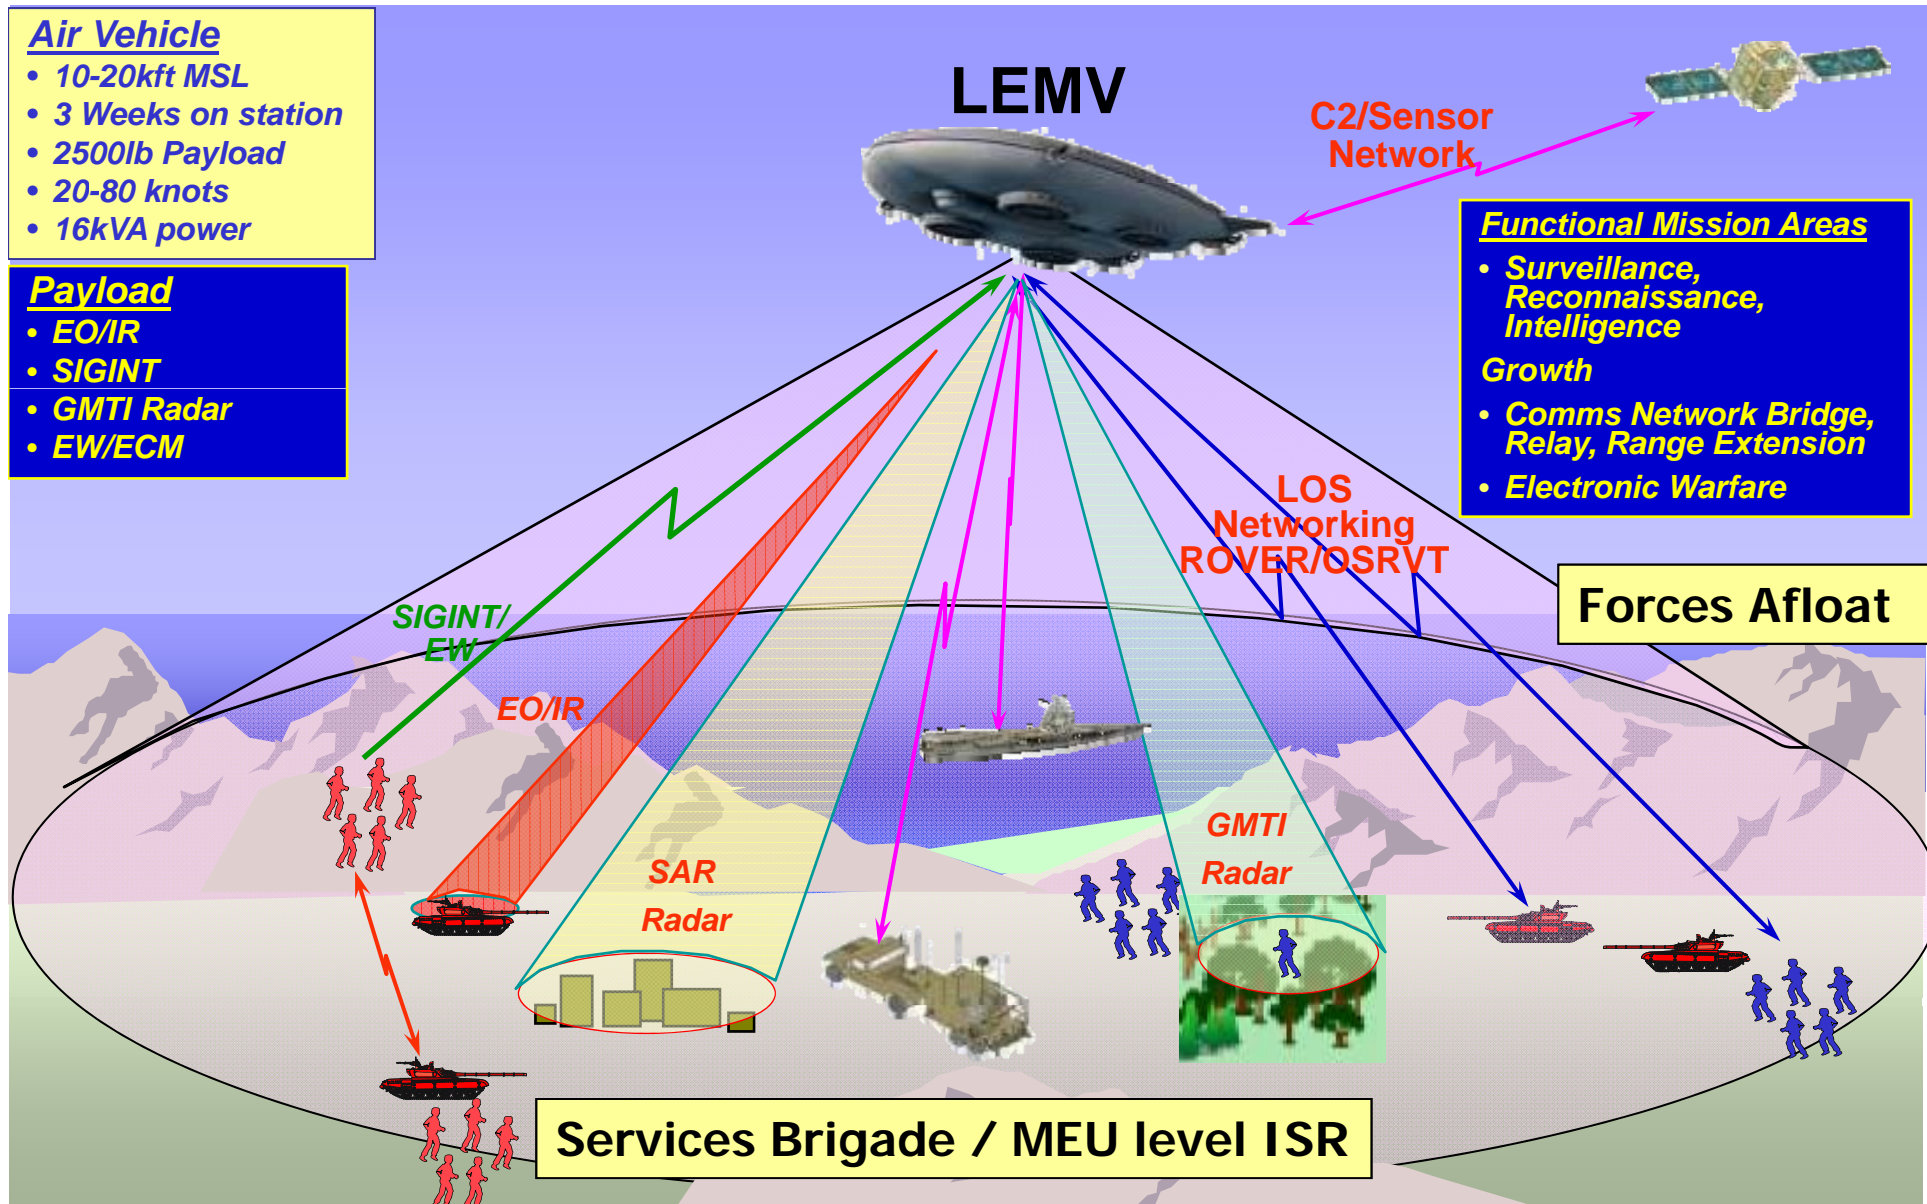 Air Vehicle
• 10-20kft MSL
• 3 Weeks on station
• 2500lb Payload
• 20-80 knots
• 16kVA power
Payload
• EO/IR
• SIGINT
• GMTI Radar
• EW/ECM
LEMV
C2/Sensor
Network
Functional Mission Areas
• Surveillance,
Reconnaissance,
Intelligence
Growth
• Comms Network Bridge,
Relay, Range Extension
• Electronic Warfare
LOS
Networking
ROVER/OSRVT
Forces Afloat
SIGINT/
EW
EO/IR
SAR
Radar
GMTI
Radar
Services Brigade / MEU level ISR